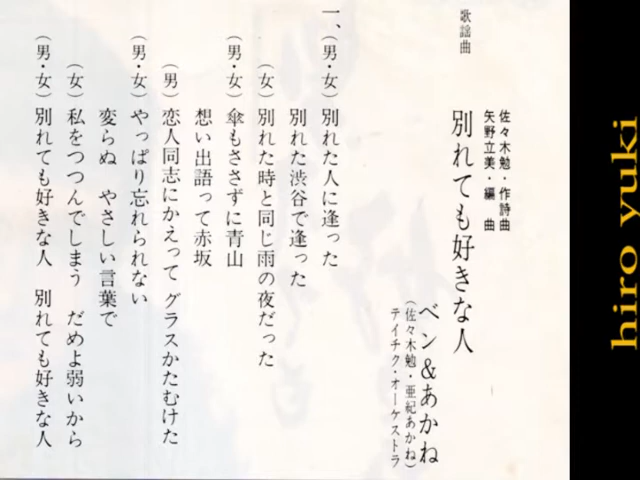 歌謡曲
佐々木勉・作詩曲
矢野立美・編曲
別れても好きな人
ベン&あかね
(佐々木勉・亜紀あかね)
テイチク・オーケストラ
一、(男・女)別れた人に逢った
別れた渋谷で逢った
(女)別れた時と同じ雨の夜だった
(男・女)傘もささずに青山
想い出語って赤坂
(男)恋人同志にかえって グラスかたむけた
(男・女)やっぱり忘れられない
変らぬ やさしい言葉で
(女)私をつつんでしまう だめよ弱いから
(男・女)別れても好きな人 別れても好きな人
hiro yuki